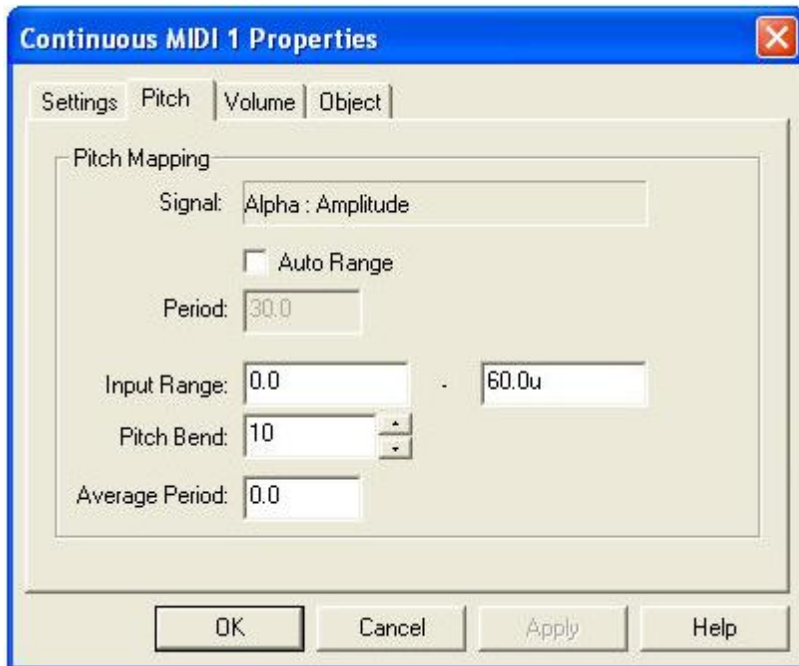 Continuous MIDI 1 Properties
Settings Pitch Volume Object
Pitch Mapping
Signal: Alpha : Amplitude
Auto Range
Period: 30.0
Input Range: 0.0 - 60.0u
Pitch Bend: 10
Average Period: 0.0
OK Cancel Apply Help